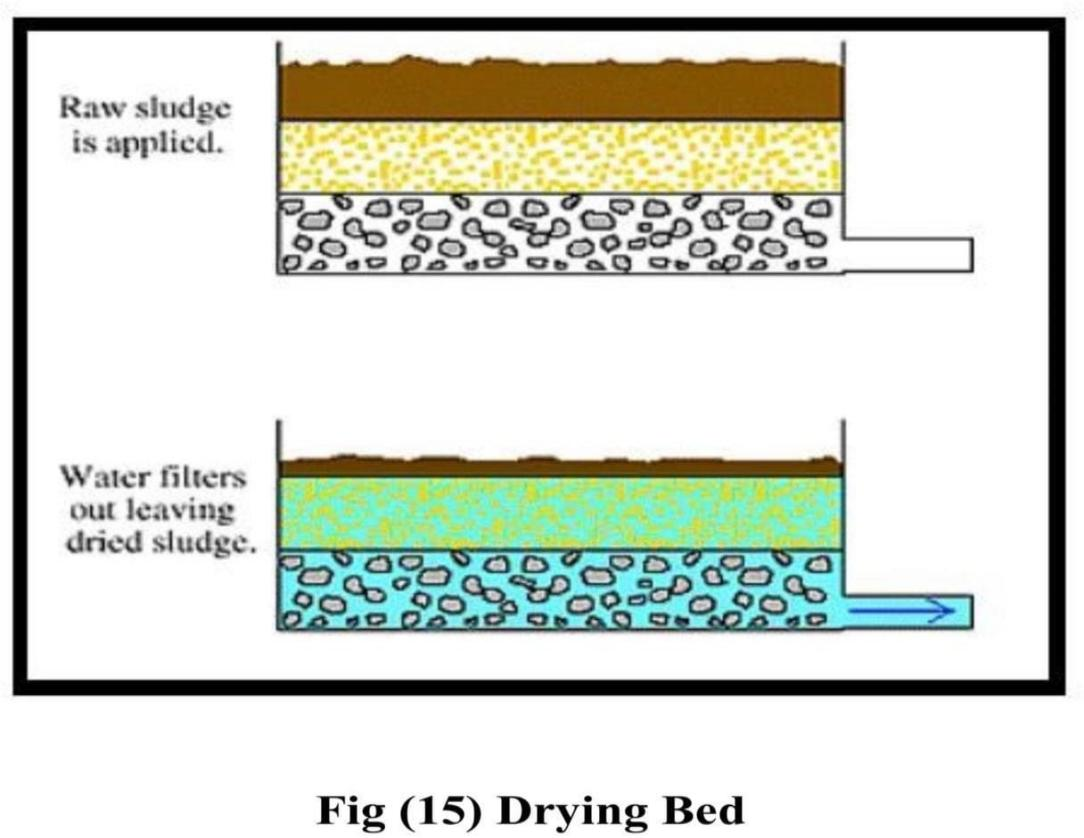 Raw sludge
is applied.
Water filters
out leaving
dried sludge.
Fig (15) Drying Bed